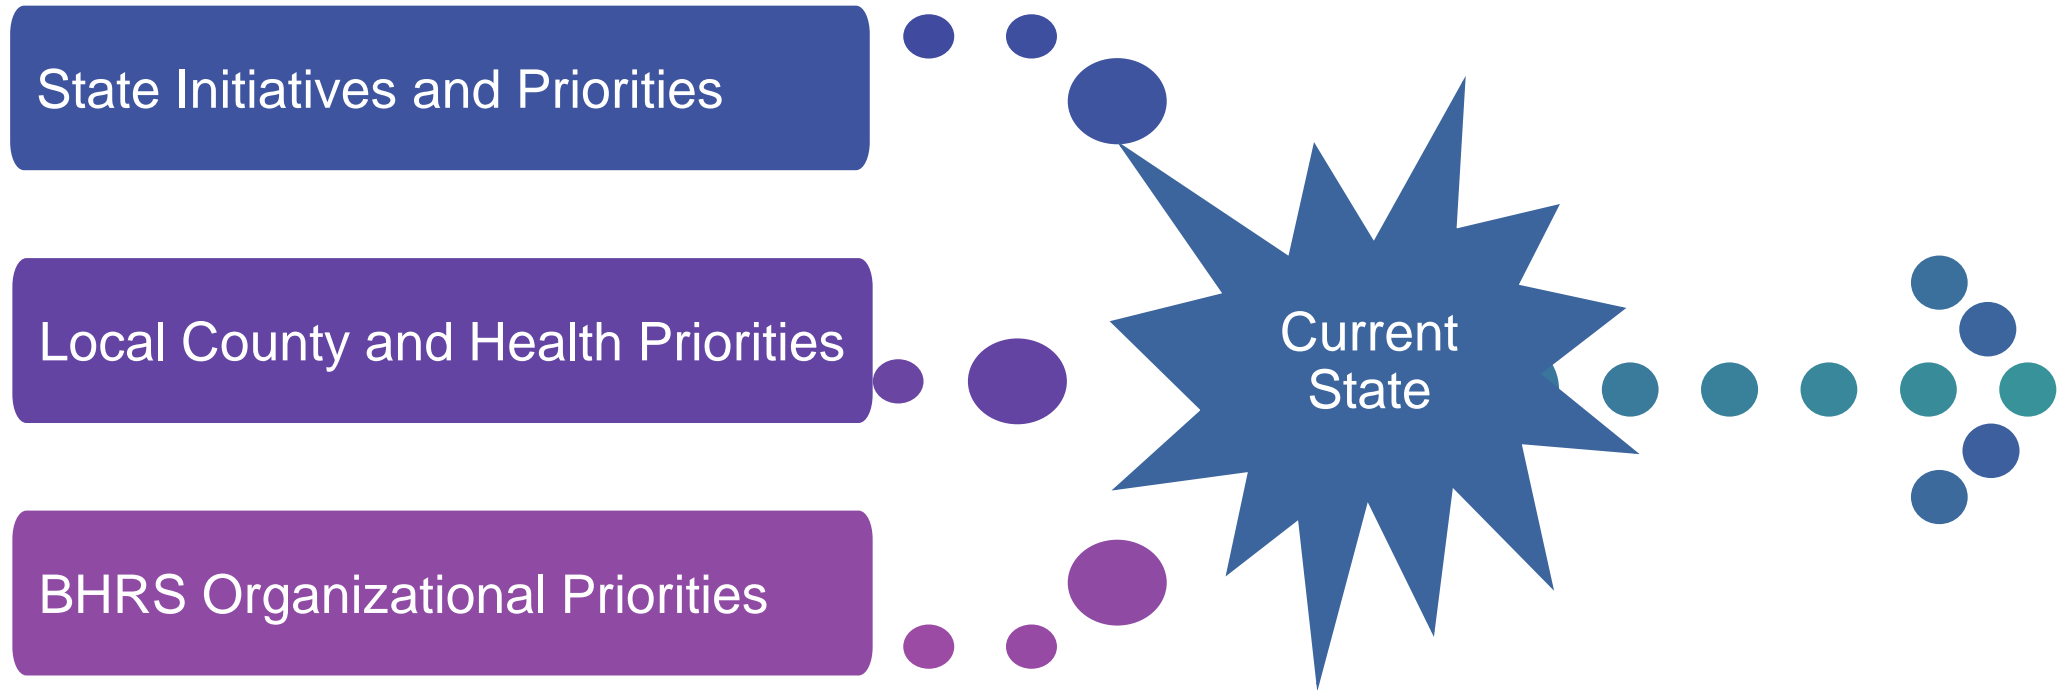 State Initiatives and Priorities
Local County and Health Priorities
BHRS Organizational Priorities
Current
State